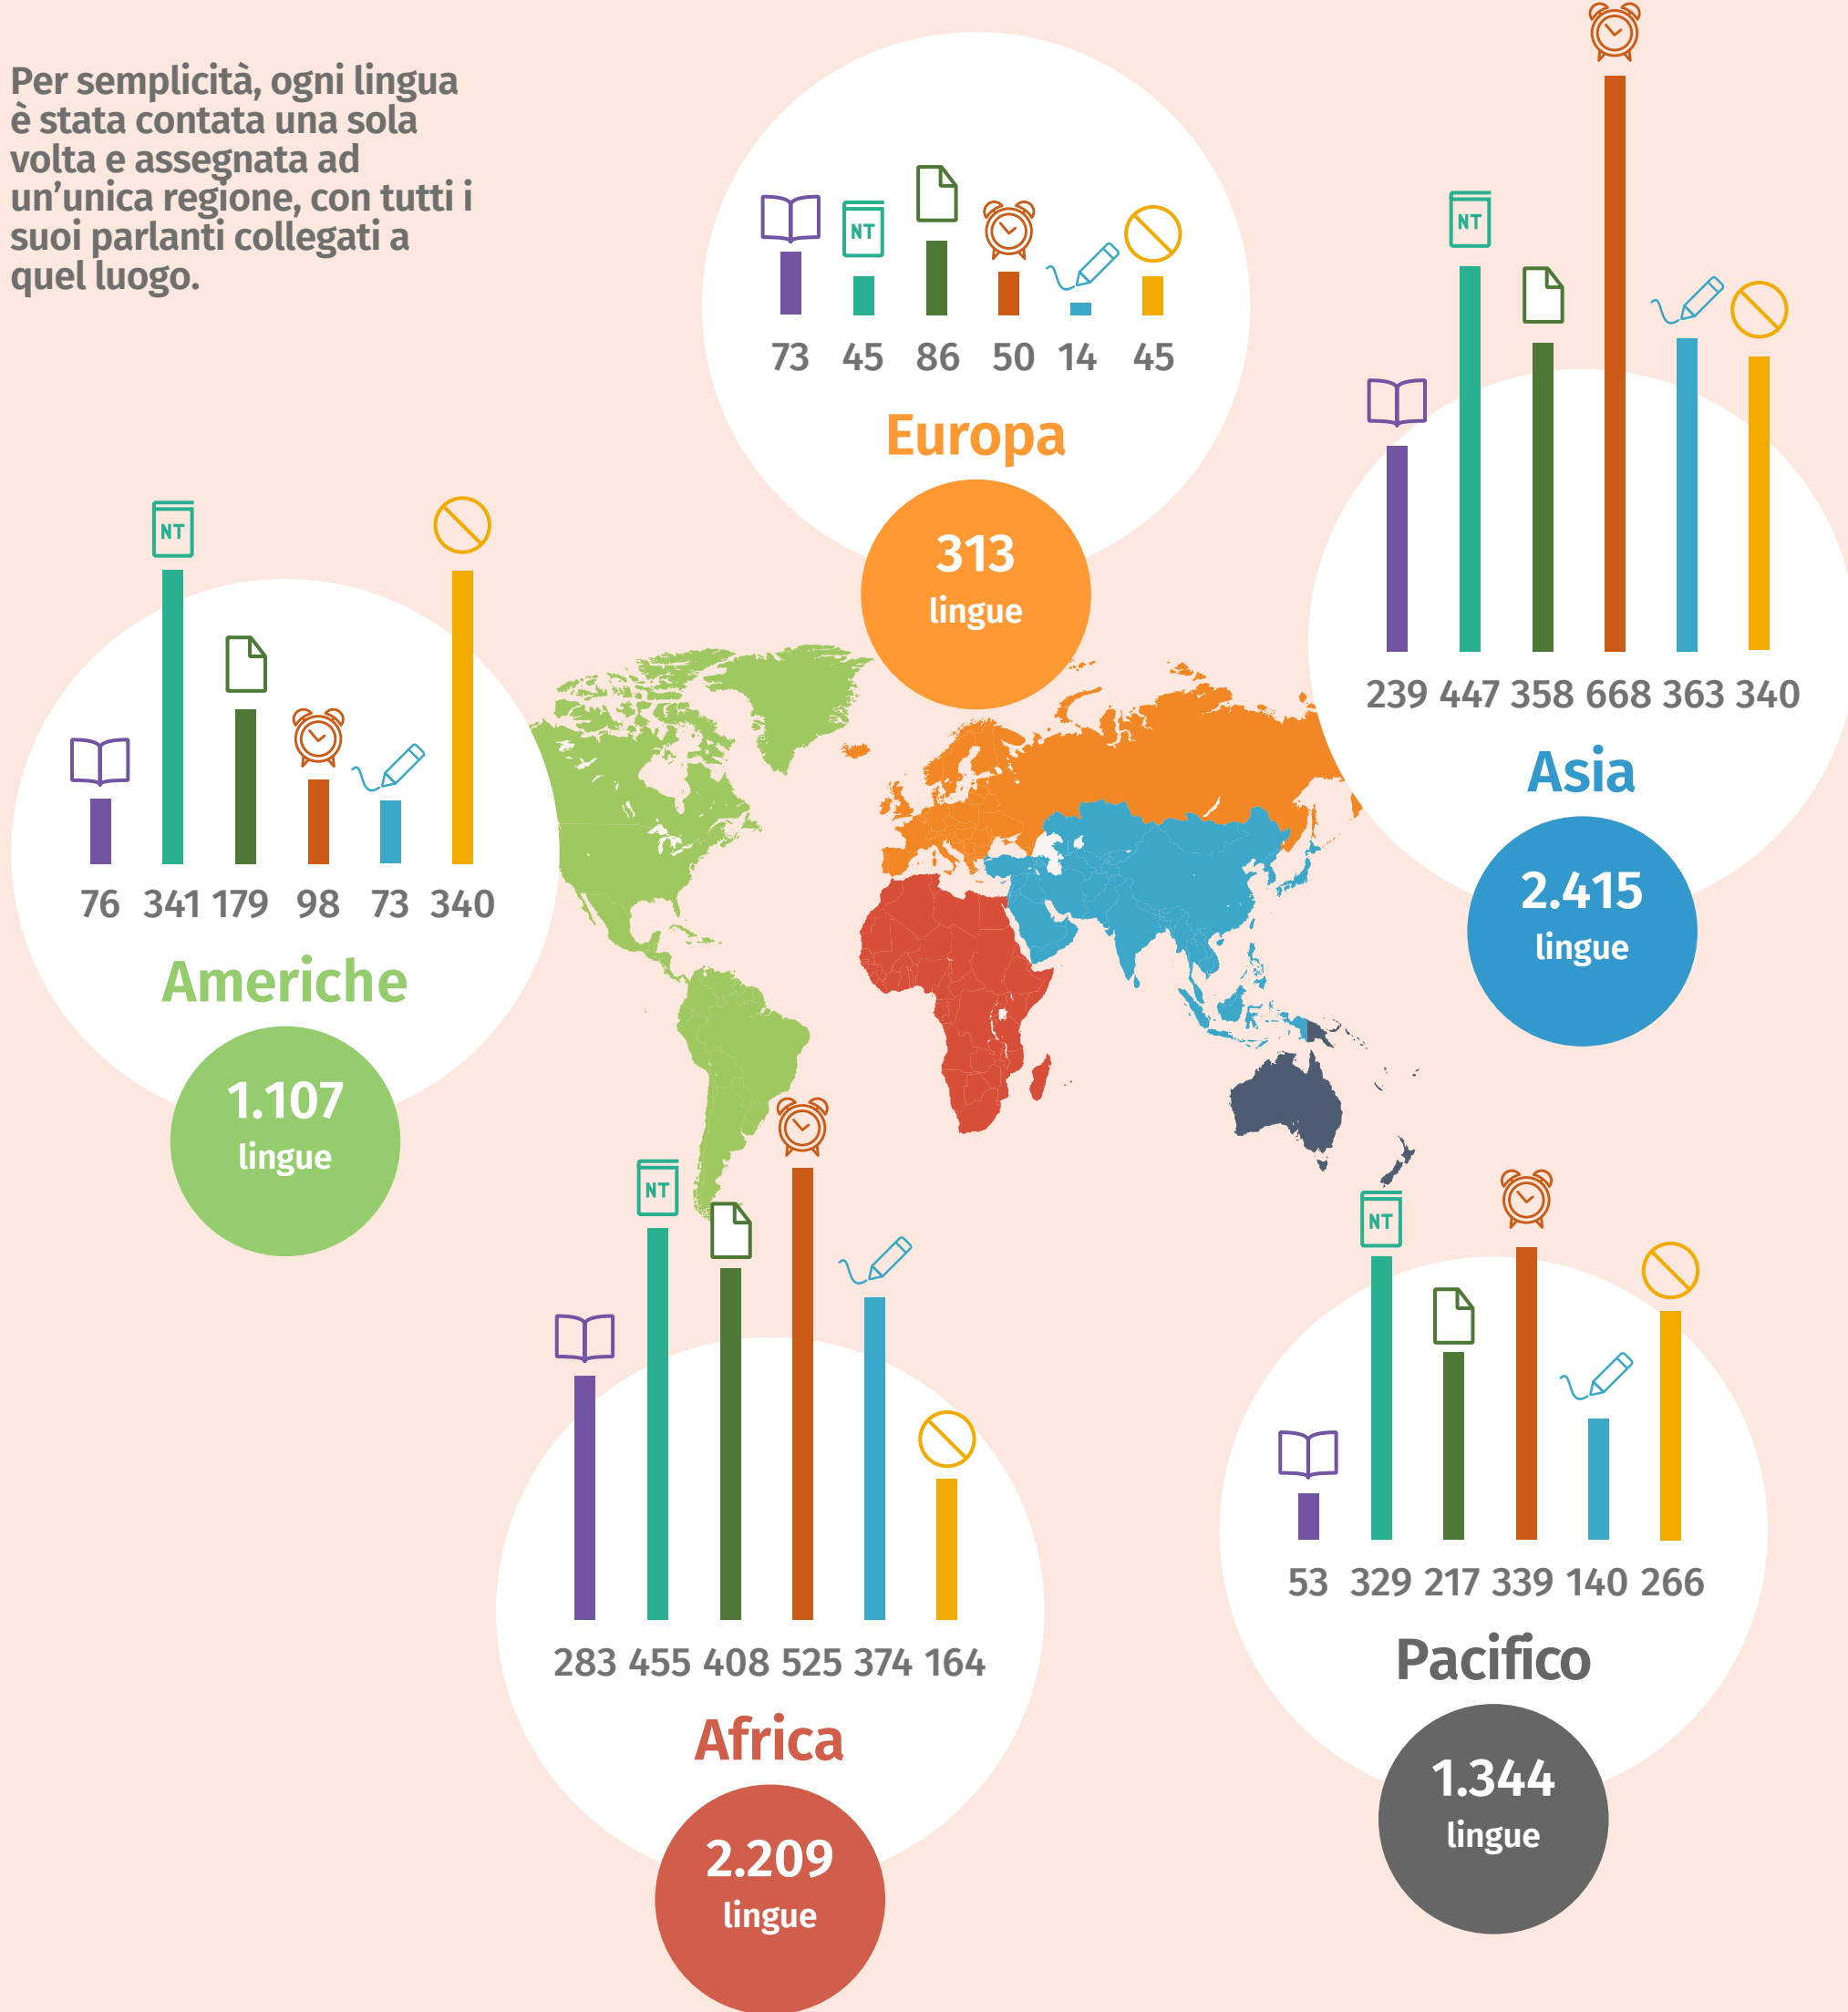 Per semplicità, ogni lingua
è stata contata una sola
volta e assegnata ad
un’unica regione, con tutti i
suoi parlanti collegati a
quel luogo.
NT
73 45 86 50 14 45
Europa
313
lingue
NT
239 447 358 668 363 340
Asia
2.415
lingue
NT
76 341 179 98 73 340
Americhe
1.107
lingue
NT
283 455 408 525 374 164
Africa
2.209
lingue
NT
53 329 217 339 140 266
Pacifico
1.344
lingue